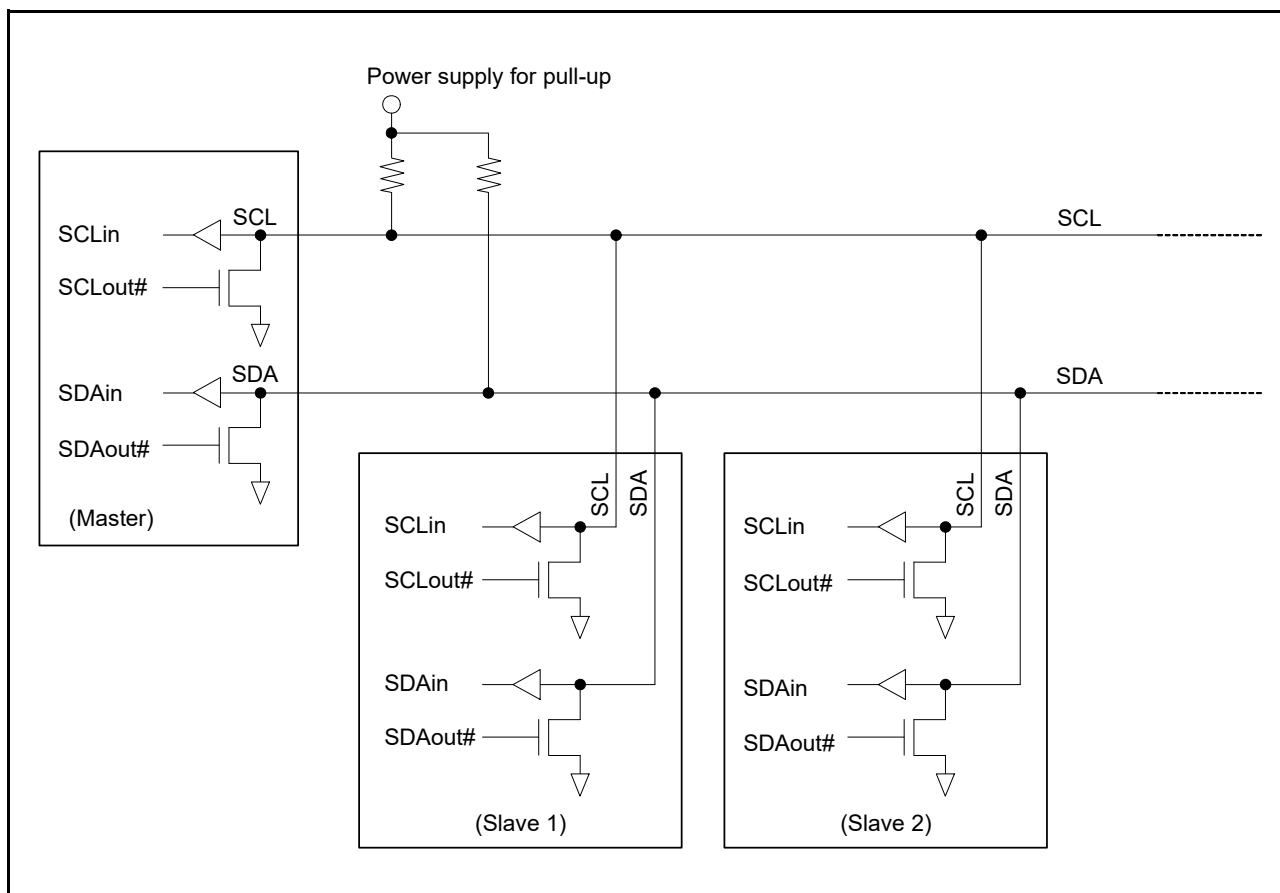 Power supply for pull-up
SCLin
SCL
SCL
SCLout#
SDAin
SDA
SDA
SDAout#
(Master)
SCL
SDA
SCLin
SCLout#
SDAin
SDAout#
(Slave 1)
SCL
SDA
SCLin
SCLout#
SDAin
SDAout#
(Slave 2)